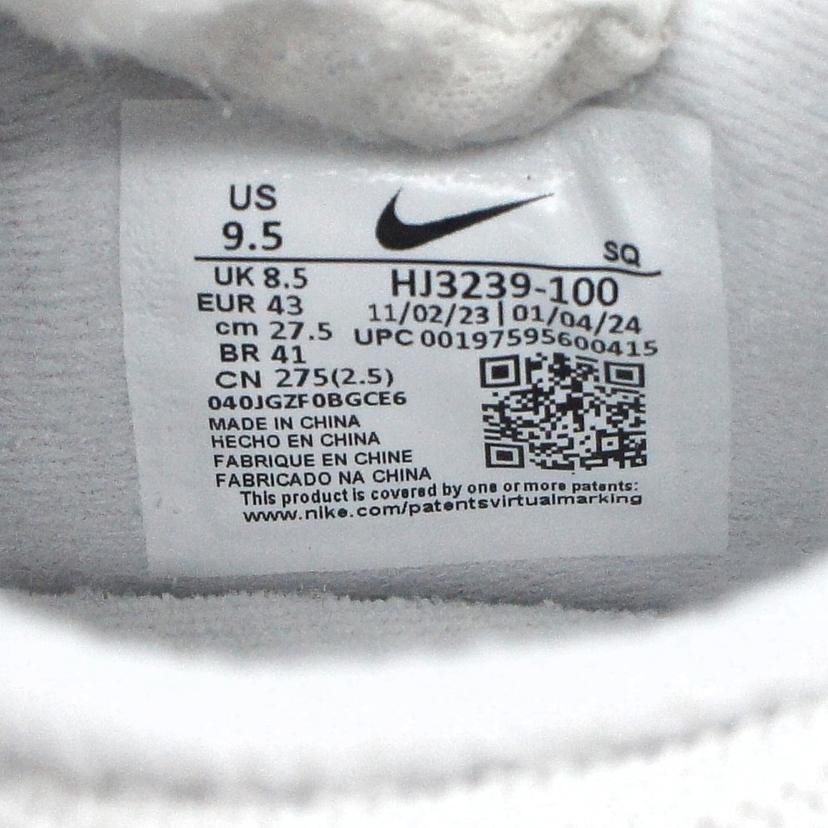 US
9.5
SQ
UK 8.5
HJ3239-100
EUR 43
11/02/23 | 01/04/24
cm 27.5
UPC 00197595600415
BR 41
CN 275(2.5)
040JGZF0BGCE6
MADE IN CHINA
HECHO EN CHINA
FABRIQUE EN CHINE
FABRICADO NA CHINA
This product is covered by one or more patents:
www.nike.com/patentsvirtualmarking